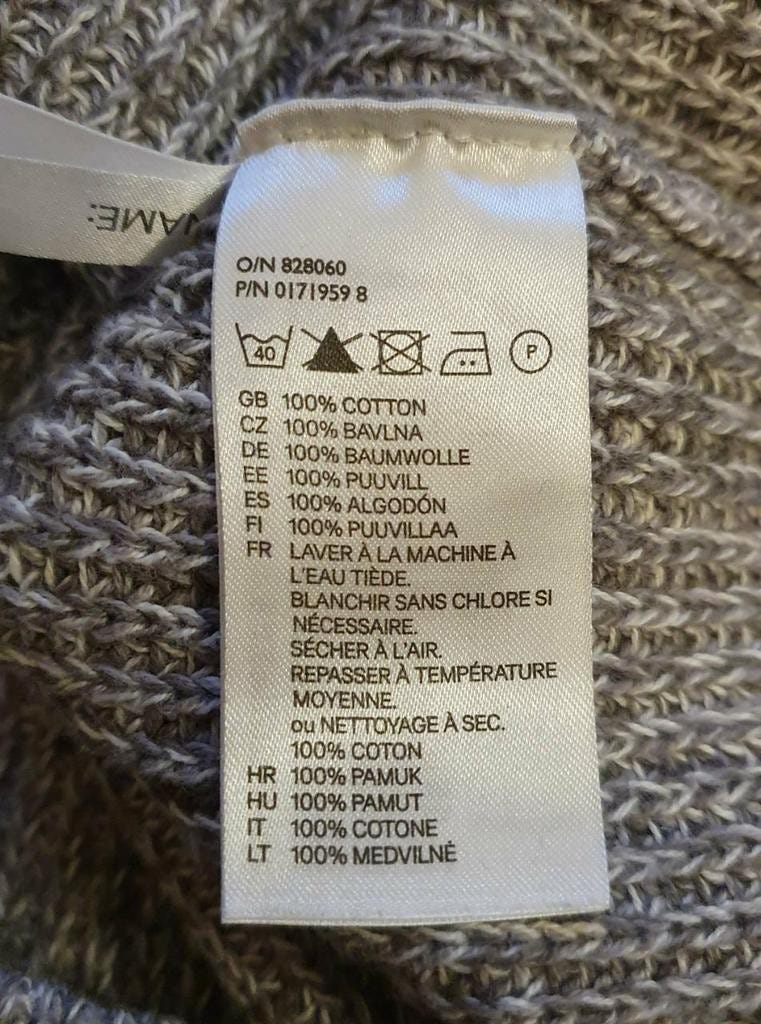 NAME:
O/N 828060
P/N 0171959 8
40 P
GB 100% COTTON
CZ 100% BAVLNA
DE 100% BAUMWOLLE
EE 100% PUUVILL
ES 100% ALGODÓN
FI 100% PUUVILLAA
FR LAVER À LA MACHINE À
L'EAU TIÈDE.
BLANCHIR SANS CHLORE SI
NÉCESSAIRE.
SÉCHER À L'AIR.
REPASSER À TEMPÉRATURE
MOYENNE.
ou NETTOYAGE À SEC.
100% COTON
HR 100% PAMUK
HU 100% PAMUT
IT 100% COTONE
LT 100% MEDVILNĖ